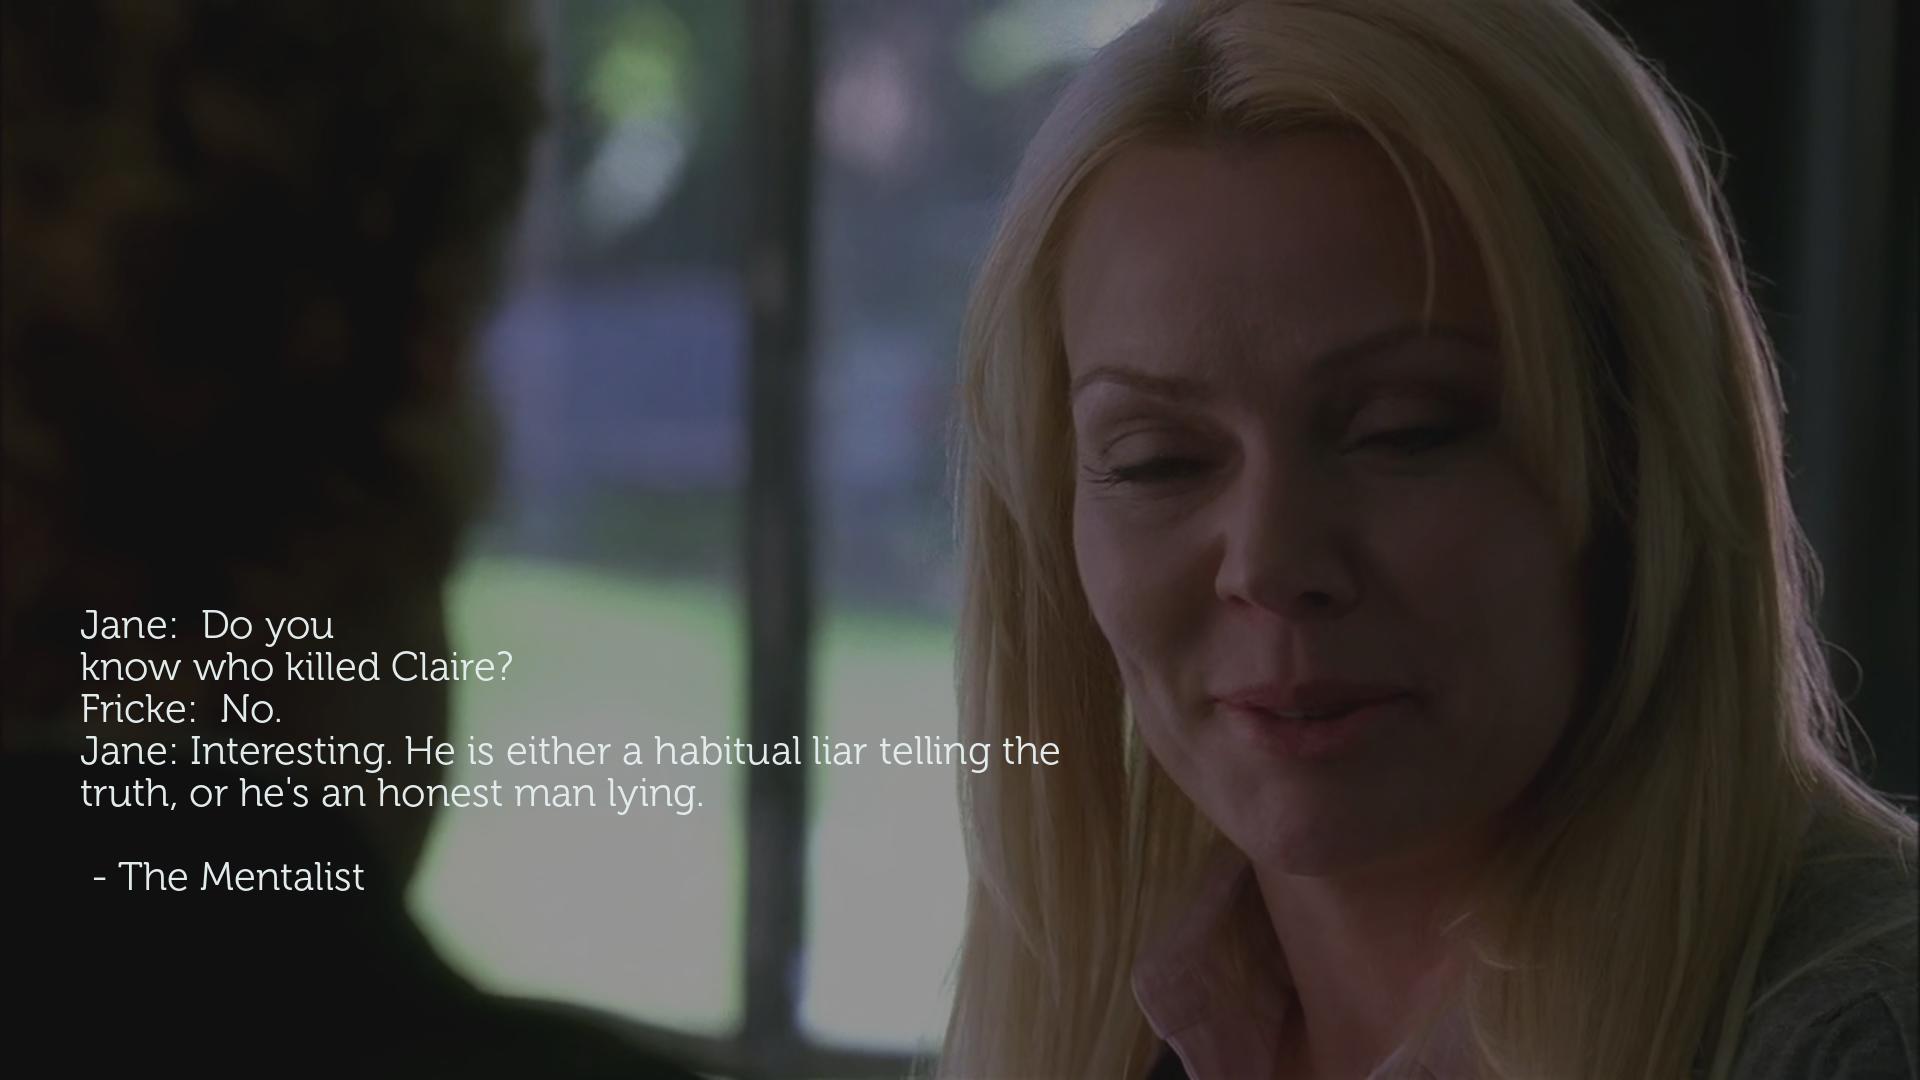 Jane:  Do you
know who killed Claire?
Fricke:  No.
Jane: Interesting. He is either a habitual liar telling the
truth, or he's an honest man lying.
- The Mentalist